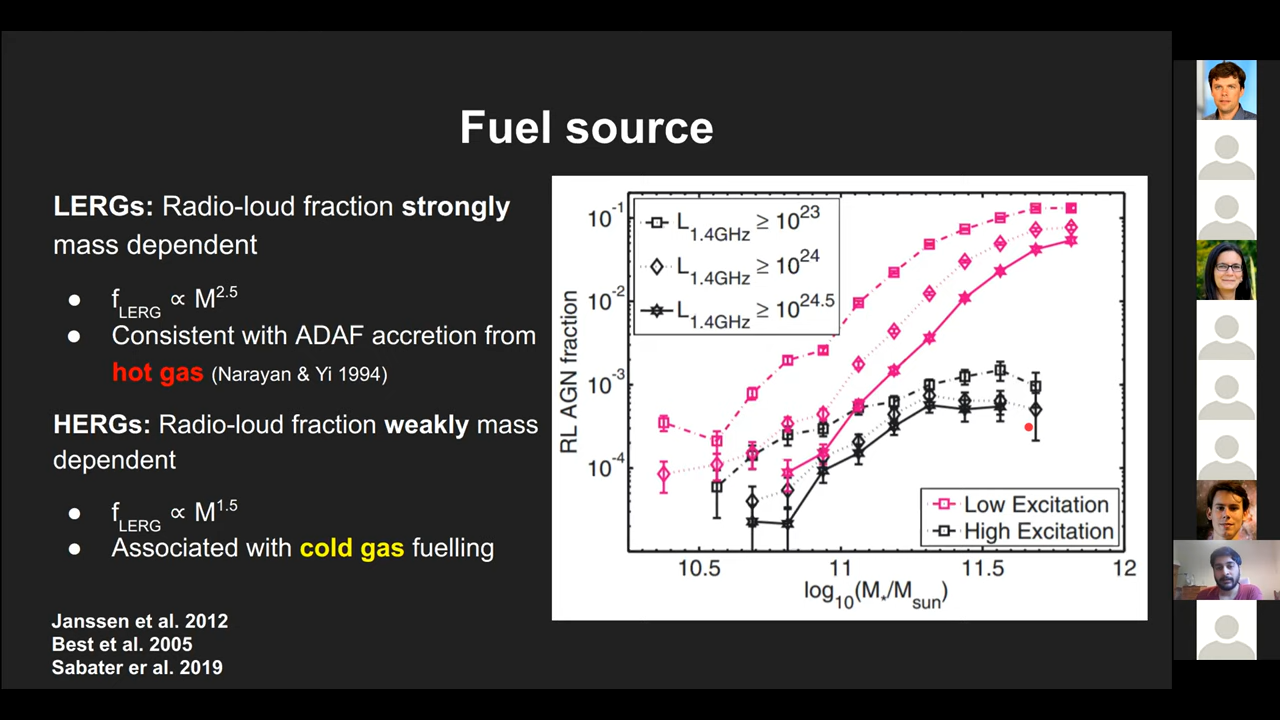 Fuel source
LERGs: Radio-loud fraction strongly
mass dependent
● f_LERG ∝ M^2.5
● Consistent with ADAF accretion from
hot gas (Narayan & Yi 1994)
HERGs: Radio-loud fraction weakly mass
dependent
● f_LERG ∝ M^1.5
● Associated with cold gas fuelling
Janssen et al. 2012
Best et al. 2005
Sabater er al. 2019
RL AGN fraction
10^-1
10^-2
10^-3
10^-4
L_1.4GHz ≥ 10^23
L_1.4GHz ≥ 10^24
L_1.4GHz ≥ 10^24.5
Low Excitation
High Excitation
10.5 11 11.5 12
log_10(M_*/M_sun)